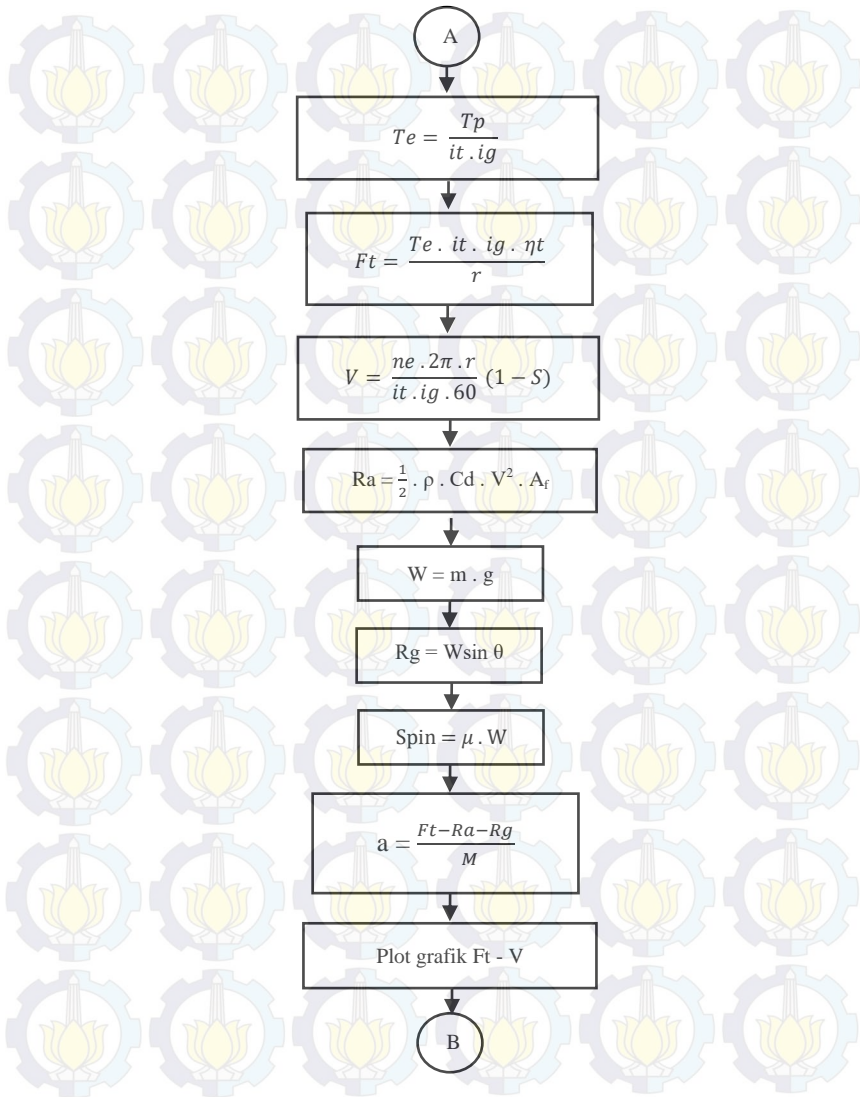 A
Te = Tp / it . ig
Ft = Te . it . ig . ηt / r
V = ne . 2π . r / it . ig . 60 (1 − S)
Ra = 1/2 . ρ . Cd . V² . A_f
W = m . g
Rg = Wsin θ
Spin = μ . W
a = Ft−Ra−Rg / M
Plot grafik Ft - V
B